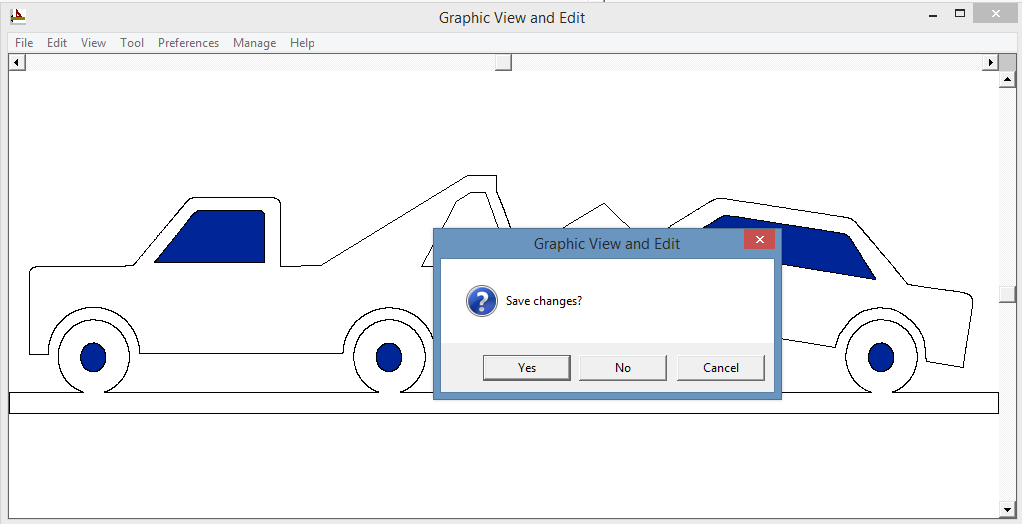 Graphic View and Edit
File Edit View Tool Preferences Manage Help
Graphic View and Edit
Save changes?
Yes No Cancel